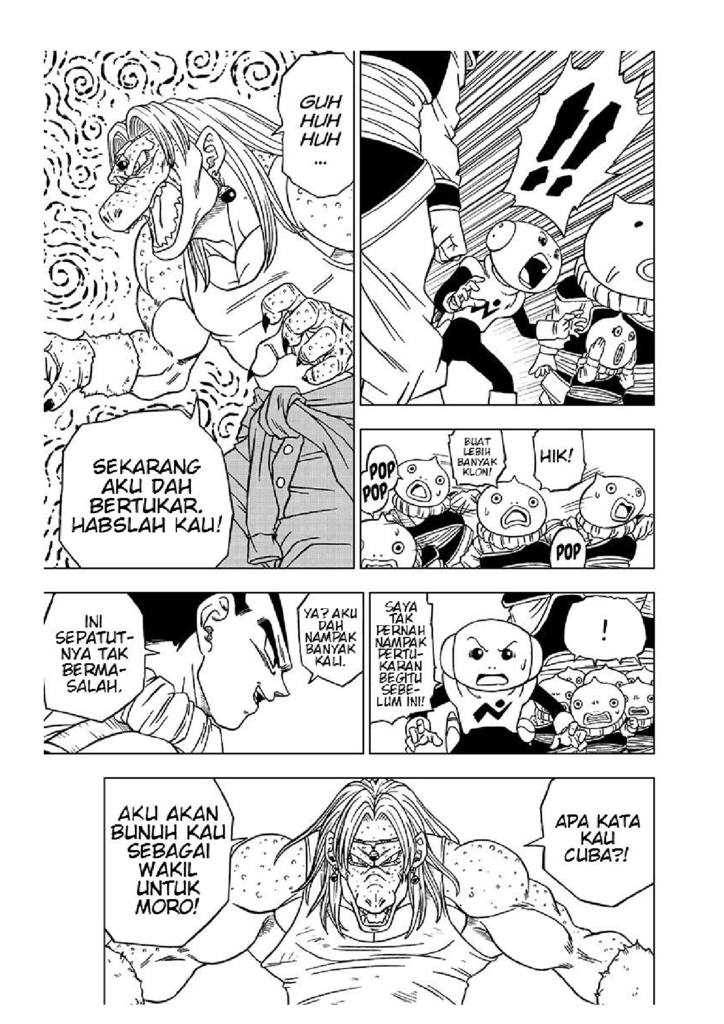 !!
HIK!
POP
BUAT
LEBIH
BANYAK
KLON!
POP
POP
GUH
HUH
HUH
...
SEKARANG
AKU DAH
BERTUKAR.
HABSLAH KAU!
!
SAYA
TAK
PERNAH
NAMPAK
PERTU-
KARAN
BEGITU
SEBE-
LUM INI!
YA? AKU
DAH
NAMPAK
BANYAK
KALI.
INI
SEPATUT-
NYA TAK
BERMA-
SALAH.
APA KATA
KAU
CUBA?!
AKU AKAN
BUNUH KAU
SEBAGAI
WAKIL
UNTUK
MORO!